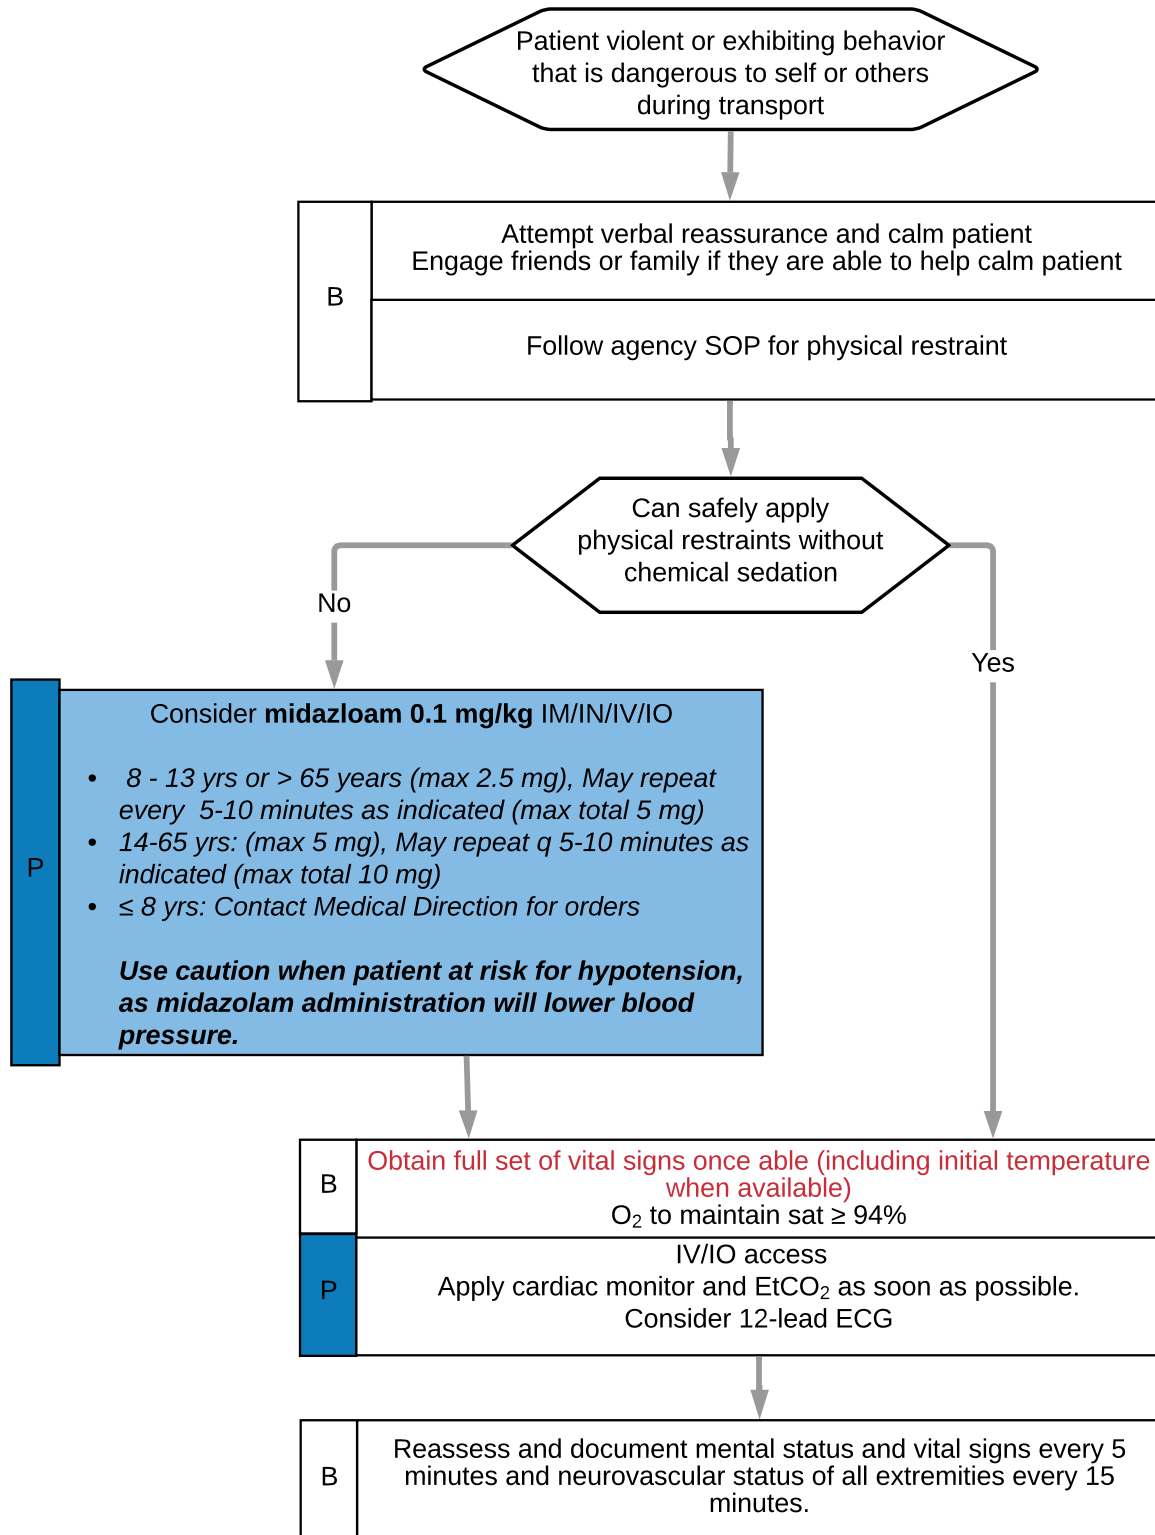 Patient violent or exhibiting behavior
that is dangerous to self or others
during transport
B
Attempt verbal reassurance and calm patient
Engage friends or family if they are able to help calm patient
Follow agency SOP for physical restraint
Can safely apply
physical restraints without
chemical sedation
No
Yes
P
Consider midazloam 0.1 mg/kg IM/IN/IV/IO
• 8 - 13 yrs or > 65 years (max 2.5 mg), May repeat
every 5-10 minutes as indicated (max total 5 mg)
• 14-65 yrs: (max 5 mg), May repeat q 5-10 minutes as
indicated (max total 10 mg)
• ≤ 8 yrs: Contact Medical Direction for orders
Use caution when patient at risk for hypotension,
as midazolam administration will lower blood
pressure.
B
Obtain full set of vital signs once able (including initial temperature
when available)
O₂ to maintain sat ≥ 94%
P
IV/IO access
Apply cardiac monitor and EtCO₂ as soon as possible.
Consider 12-lead ECG
B
Reassess and document mental status and vital signs every 5
minutes and neurovascular status of all extremities every 15
minutes.